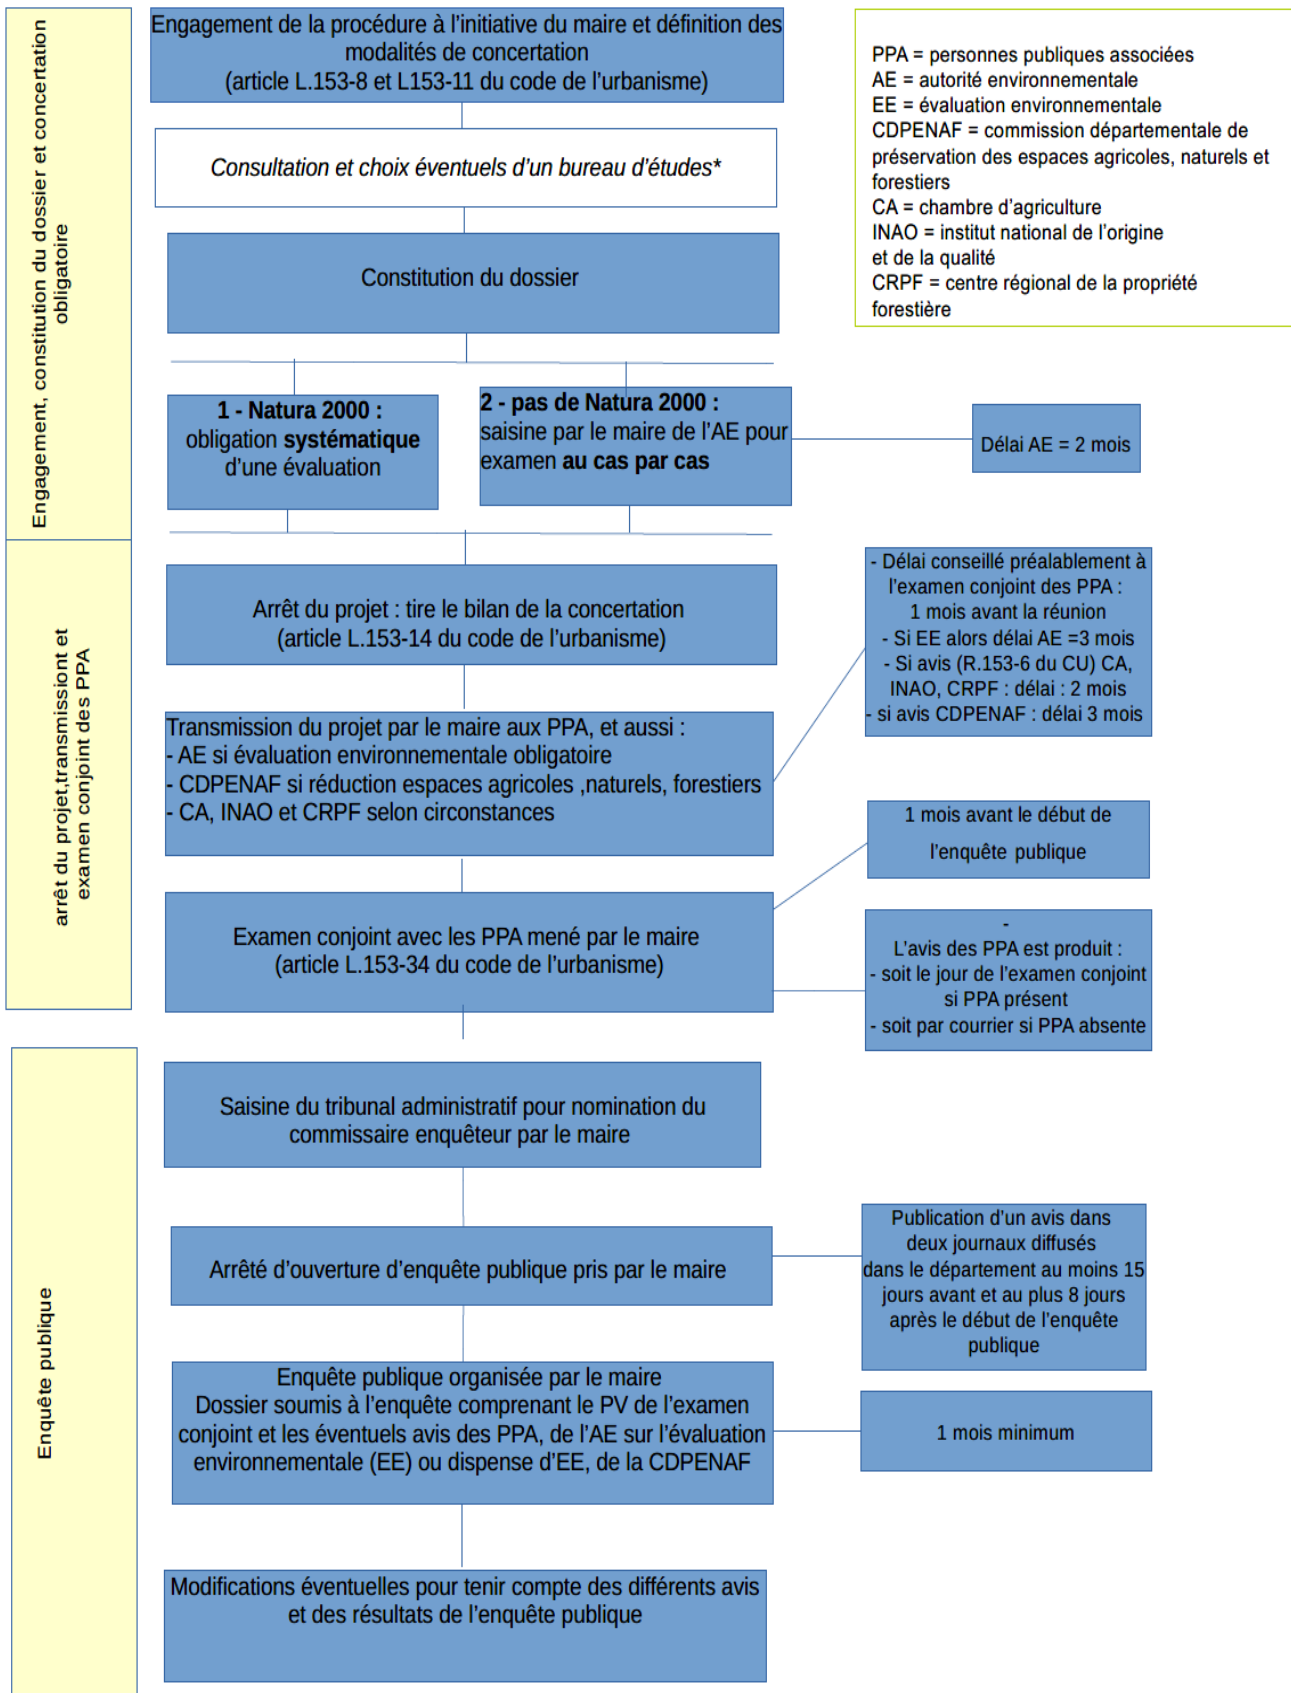 Engagement, constitution du dossier et concertation
obligatoire
Engagement de la procédure à l'initiative du maire et définition des
modalités de concertation
(article L.153-8 et L153-11 du code de l'urbanisme)
Consultation et choix éventuels d'un bureau d'études*
Constitution du dossier
1 - Natura 2000 :
obligation systématique
d'une évaluation
2 - pas de Natura 2000 :
saisine par le maire de l'AE pour
examen au cas par cas
Délai AE = 2 mois
PPA = personnes publiques associées
AE = autorité environnementale
EE = évaluation environnementale
CDPENAF = commission départementale de
préservation des espaces agricoles, naturels et
forestiers
CA = chambre d'agriculture
INAO = institut national de l'origine
et de la qualité
CRPF = centre régional de la propriété
forestière
arrêt du projet,transmissiont et
examen conjoint des PPA
Arrêt du projet : tire le bilan de la concertation
(article L.153-14 du code de l'urbanisme)
Transmission du projet par le maire aux PPA, et aussi :
- AE si évaluation environnementale obligatoire
- CDPENAF si réduction espaces agricoles ,naturels, forestiers
- CA, INAO et CRPF selon circonstances
- Délai conseillé préalablement à
l'examen conjoint des PPA :
1 mois avant la réunion
- Si EE alors délai AE =3 mois
- Si avis (R.153-6 du CU) CA,
INAO, CRPF : délai : 2 mois
- si avis CDPENAF : délai 3 mois
Examen conjoint avec les PPA mené par le maire
(article L.153-34 du code de l'urbanisme)
1 mois avant le début de
l'enquête publique
-
L'avis des PPA est produit :
- soit le jour de l'examen conjoint
si PPA présent
- soit par courrier si PPA absente
Enquête publique
Saisine du tribunal administratif pour nomination du
commissaire enquêteur par le maire
Arrêté d'ouverture d'enquête publique pris par le maire
Publication d'un avis dans
deux journaux diffusés
dans le département au moins 15
jours avant et au plus 8 jours
après le début de l'enquête
publique
Enquête publique organisée par le maire
Dossier soumis à l'enquête comprenant le PV de l'examen
conjoint et les éventuels avis des PPA, de l'AE sur l'évaluation
environnementale (EE) ou dispense d'EE, de la CDPENAF
1 mois minimum
Modifications éventuelles pour tenir compte des différents avis
et des résultats de l'enquête publique